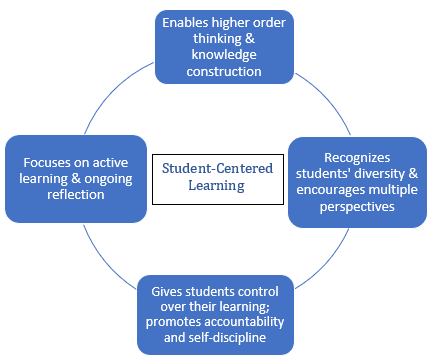 Enables higher order
thinking &
knowledge
construction
Focuses on active
learning & ongoing
reflection
Student-Centered
Learning
Recognizes
students' diversity &
encourages multiple
perspectives
Gives students control
over their learning;
promotes accountability
and self-discipline